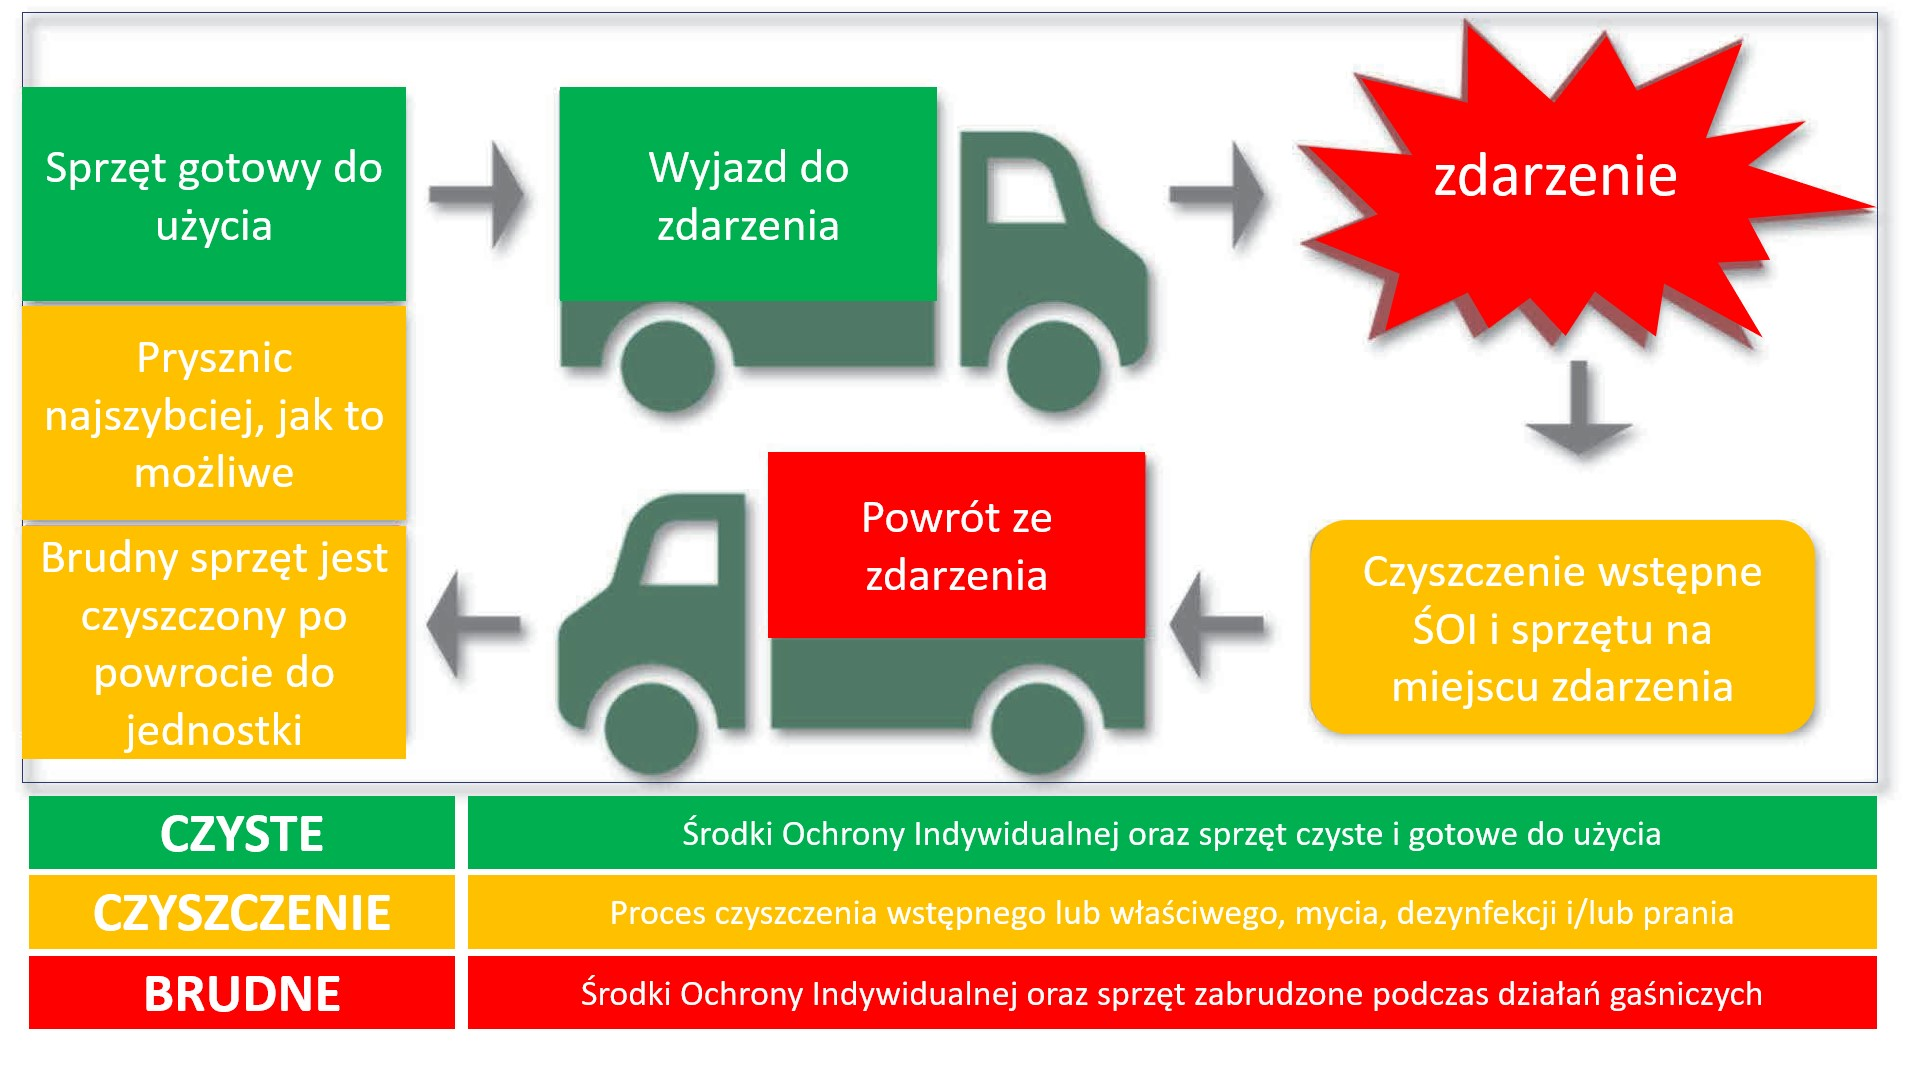 Sprzęt gotowy do
użycia
Wyjazd do
zdarzenia
zdarzenie
Prysznic
najszybciej, jak to
możliwe
Brudny sprzęt jest
czyszczony po
powrocie do
jednostki
Powrót ze
zdarzenia
Czyszczenie wstępne
ŚOI i sprzętu na
miejscu zdarzenia
CZYSTE
Środki Ochrony Indywidualnej oraz sprzęt czyste i gotowe do użycia
CZYSZCZENIE
Proces czyszczenia wstępnego lub właściwego, mycia, dezynfekcji i/lub prania
BRUDNE
Środki Ochrony Indywidualnej oraz sprzęt zabrudzone podczas działań gaśniczych